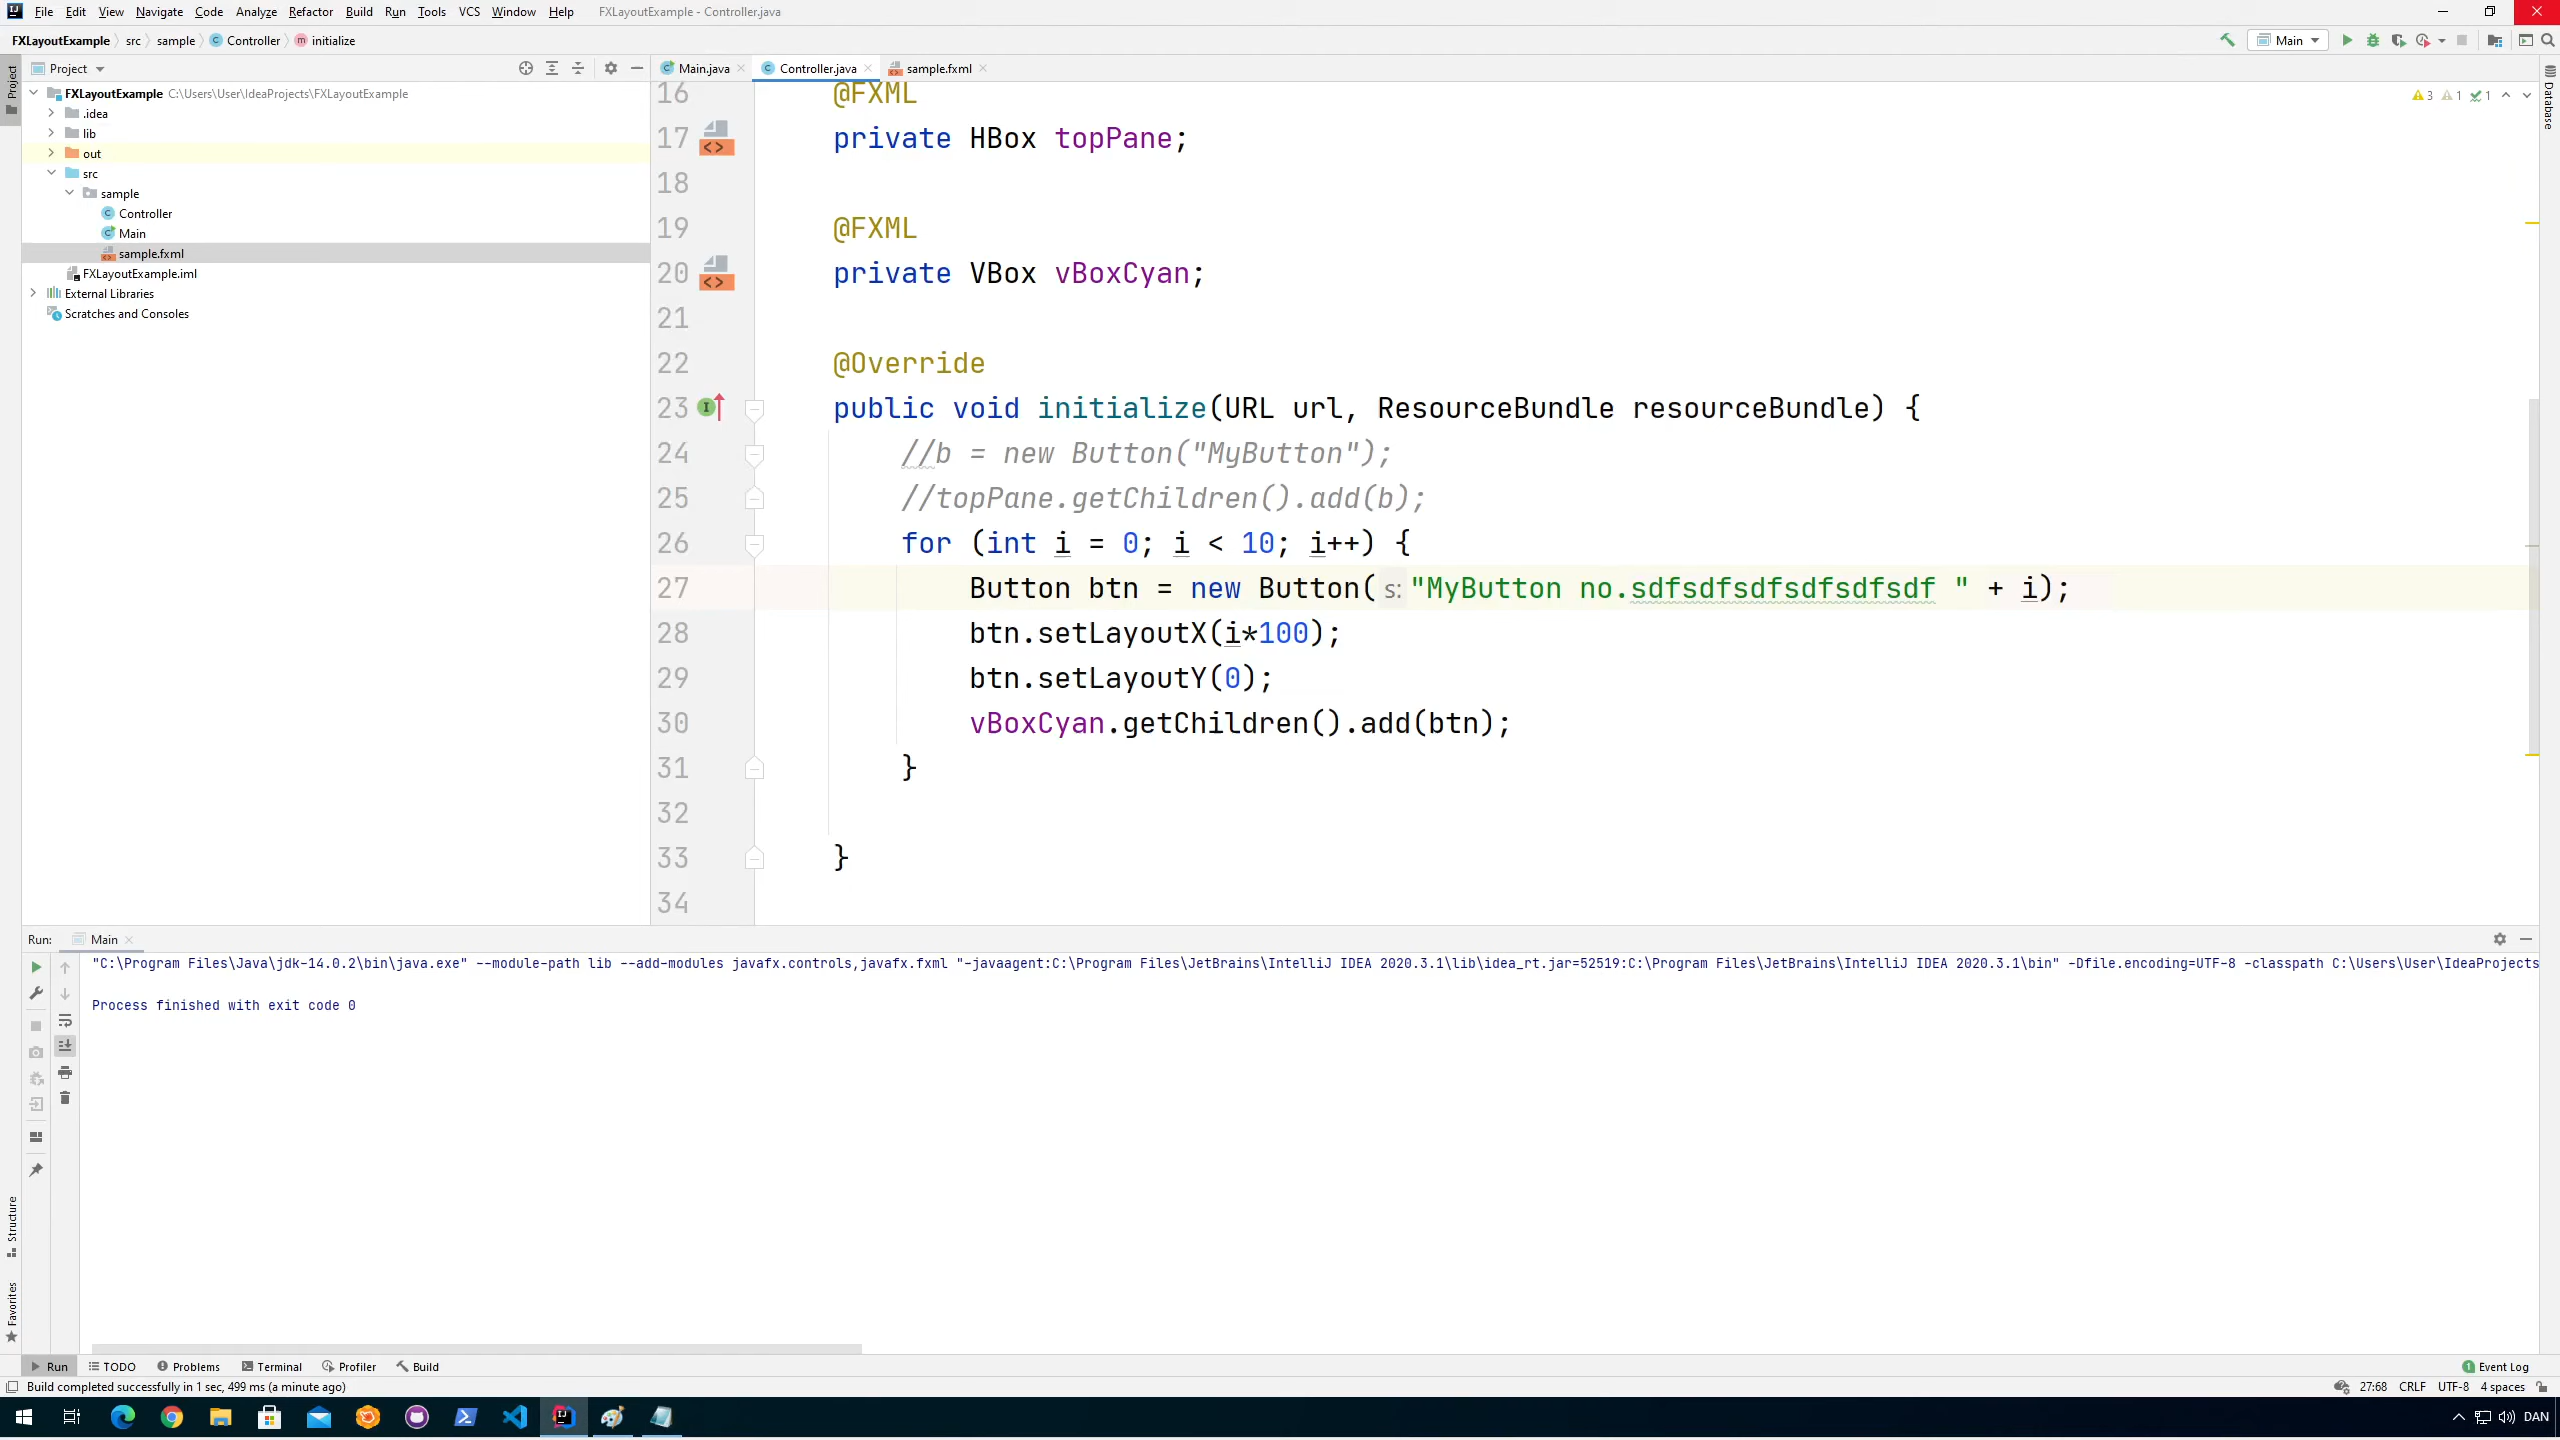 File Edit View Navigate Code Analyze Refactor Build Run Tools VCS Window Help FXLayoutExample - Controller.java
FXLayoutExample src sample Controller initialize
Main
Project
Main.java Controller.java sample.fxml
Project
FXLayoutExample C:\Users\User\IdeaProjects\FXLayoutExample
.idea
lib
out
src
sample
Controller
Main
sample.fxml
FXLayoutExample.iml
External Libraries
Scratches and Consoles
3 1 1
Database
16 @FXML
17 private HBox topPane;
18
19 @FXML
20 private VBox vBoxCyan;
21
22 @Override
23 public void initialize(URL url, ResourceBundle resourceBundle) {
24 //b = new Button("MyButton");
25 //topPane.getChildren().add(b);
26 for (int i = 0; i < 10; i++) {
27 Button btn = new Button( s: "MyButton no.sdfsdfsdfsdfsdfsdf " + i);
28 btn.setLayoutX(i*100);
29 btn.setLayoutY(0);
30 vBoxCyan.getChildren().add(btn);
31 }
32
33 }
34
Run: Main
"C:\Program Files\Java\jdk-14.0.2\bin\java.exe" --module-path lib --add-modules javafx.controls,javafx.fxml "-javaagent:C:\Program Files\JetBrains\IntelliJ IDEA 2020.3.1\lib\idea_rt.jar=52519:C:\Program Files\JetBrains\IntelliJ IDEA 2020.3.1\bin" -Dfile.encoding=UTF-8 -classpath C:\Users\User\IdeaProjects
Process finished with exit code 0
Structure
Favorites
Run TODO Problems Terminal Profiler Build 1 Event Log
Build completed successfully in 1 sec, 499 ms (a minute ago) 27:68 CRLF UTF-8 4 spaces
DAN